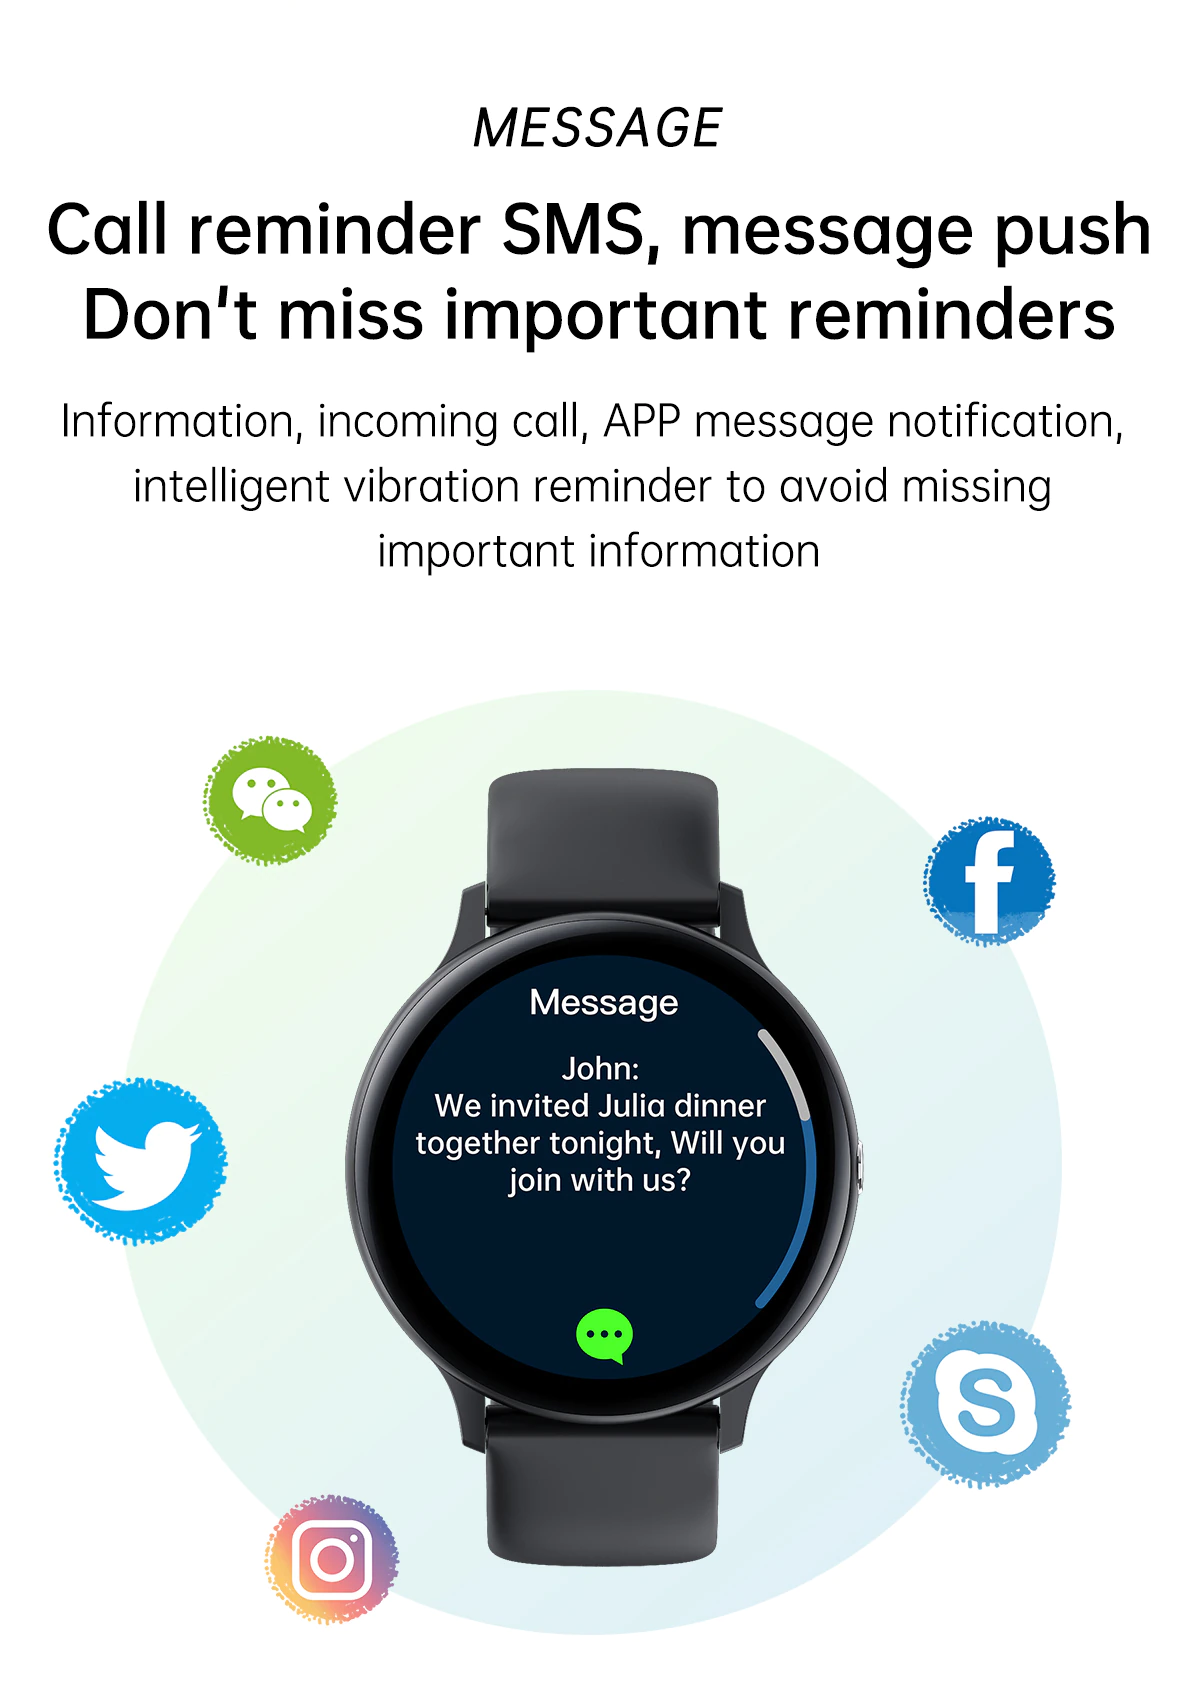 MESSAGE
Call reminder SMS, message push
Don't miss important reminders
Information, incoming call, APP message notification,
intelligent vibration reminder to avoid missing
important information
Message
John:
We invited Julia dinner
together tonight, Will you
join with us?